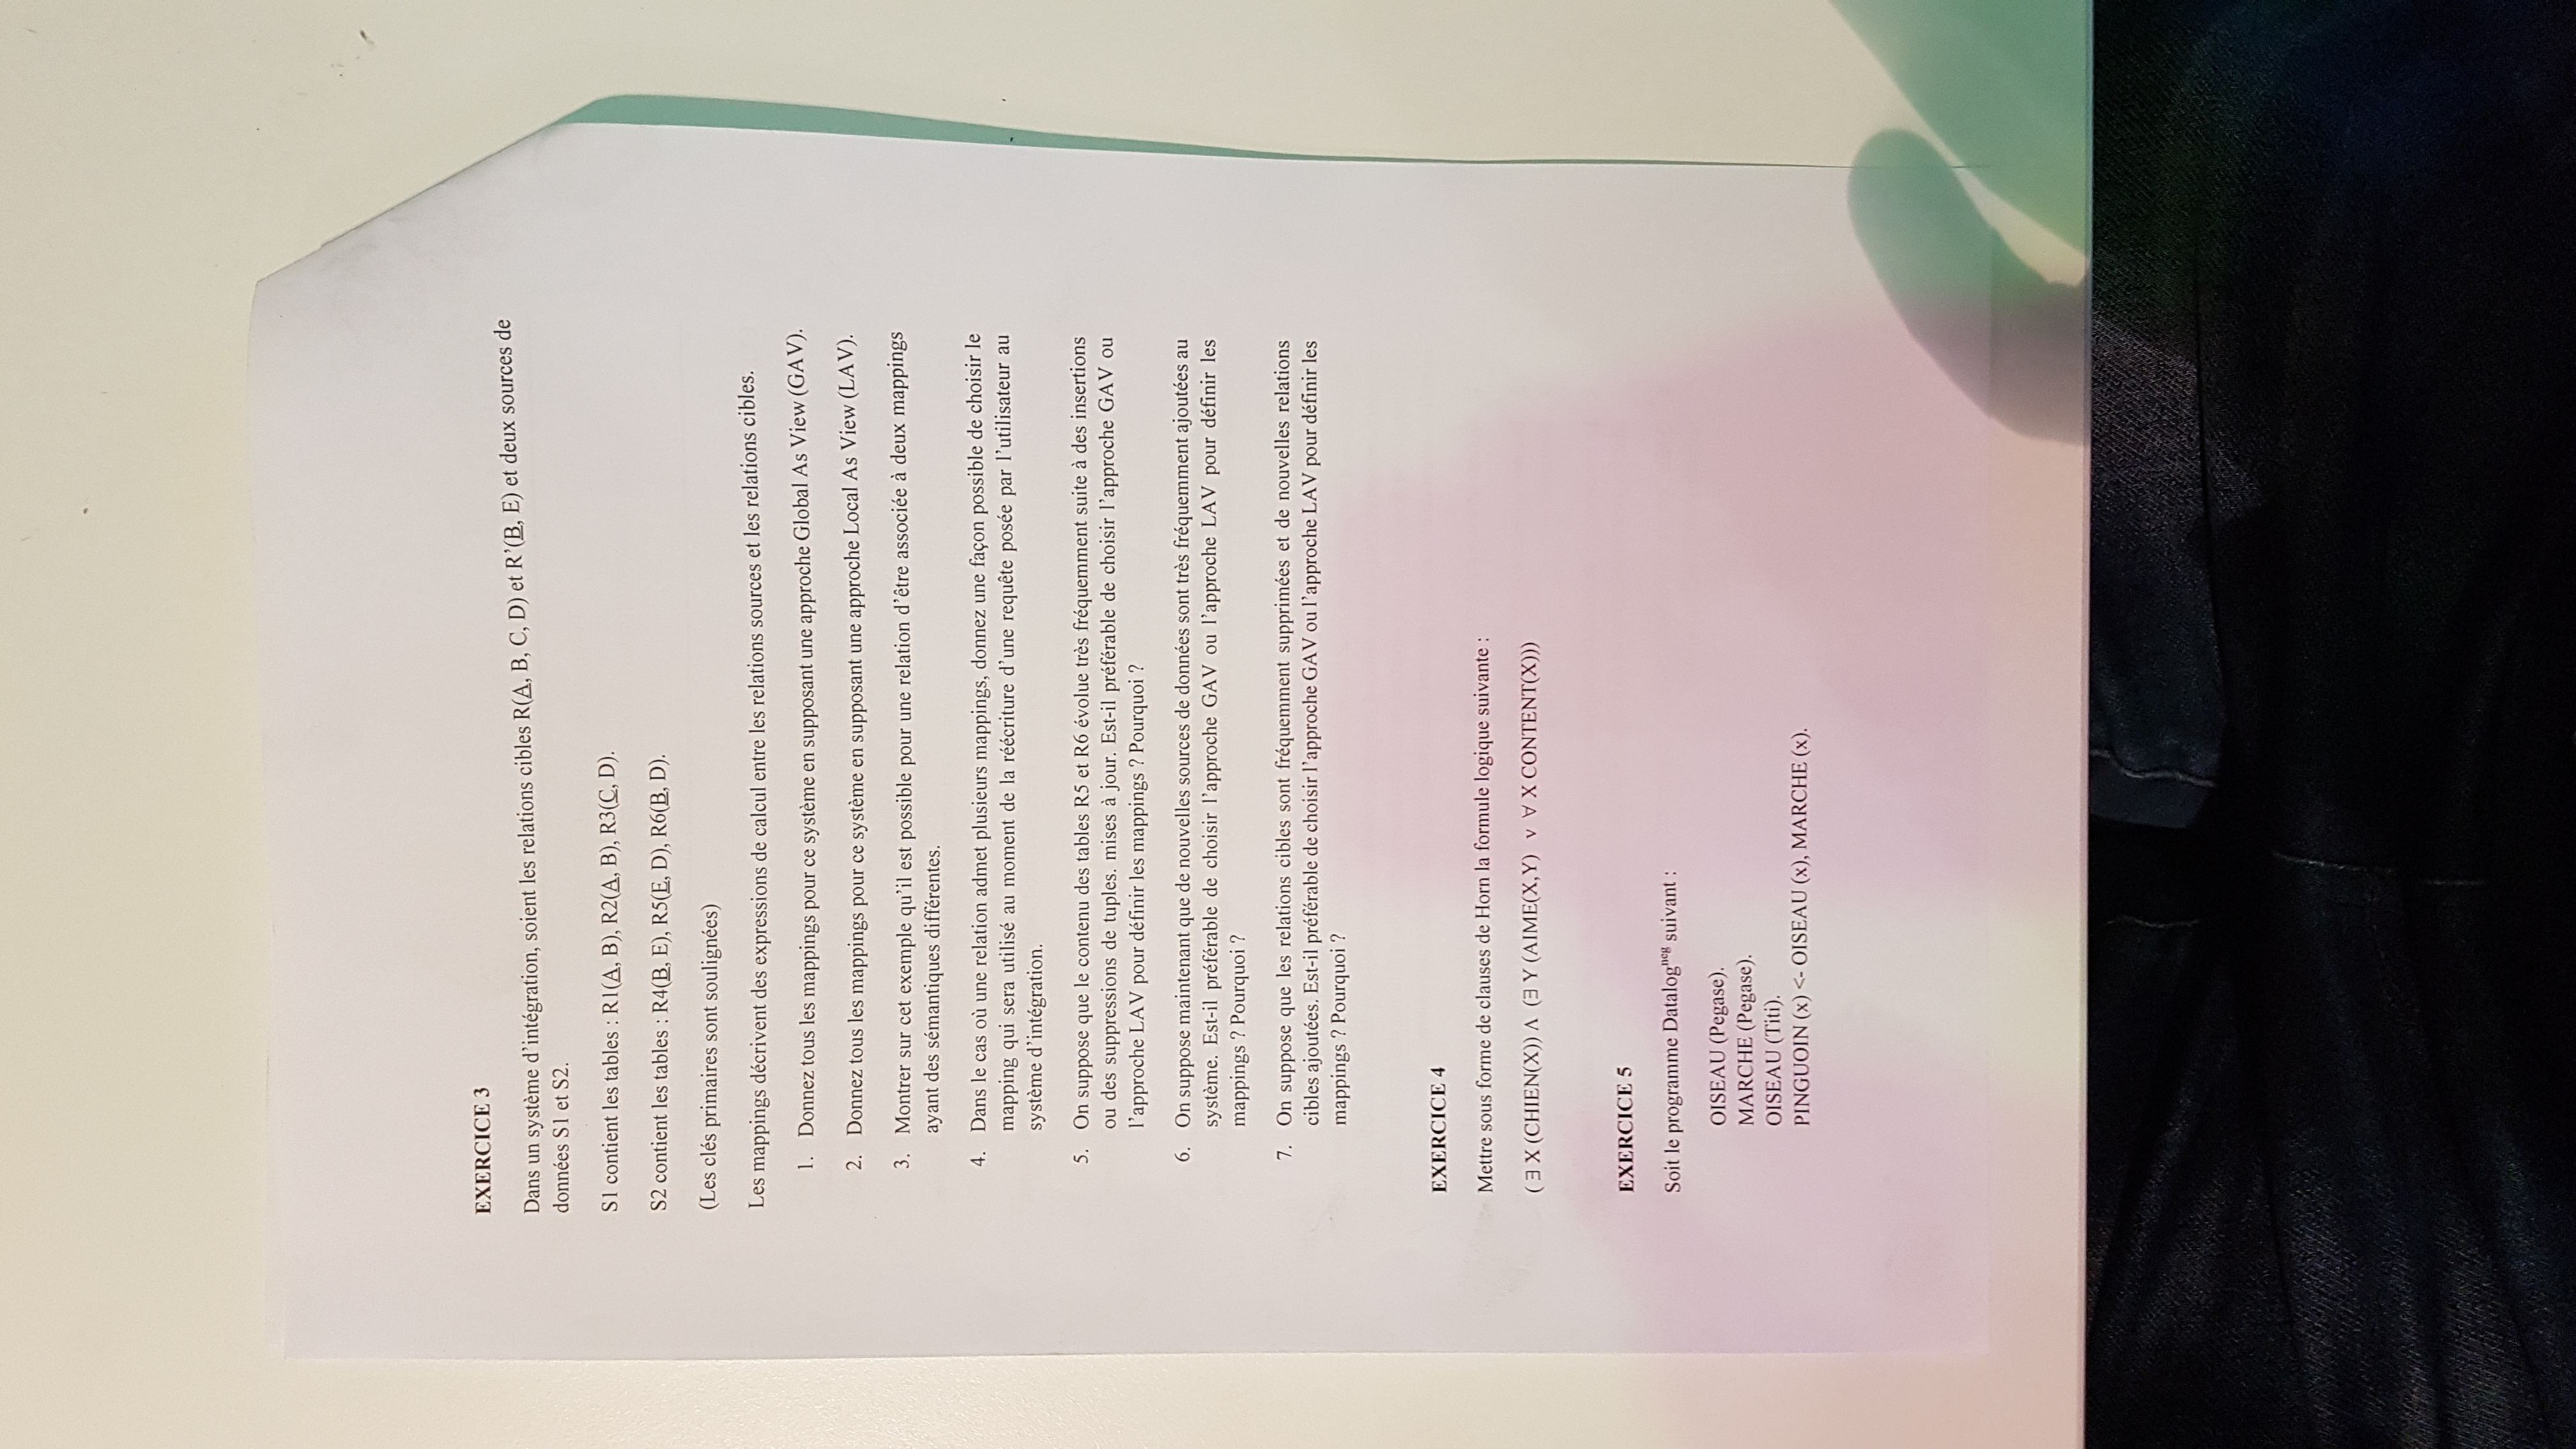 EXERCICE 3
Dans un système d'intégration, soient les relations cibles R(A, B, C, D) et R'(B, E) et deux sources de
données S1 et S2.
S1 contient les tables : R1(A, B), R2(A, B), R3(C, D).
S2 contient les tables : R4(B, E), R5(E, D), R6(B, D).
(Les clés primaires sont soulignées)
Les mappings décrivent des expressions de calcul entre les relations sources et les relations cibles.
1. Donnez tous les mappings pour ce système en supposant une approche Global As View (GAV).
2. Donnez tous les mappings pour ce système en supposant une approche Local As View (LAV).
3. Montrer sur cet exemple qu'il est possible pour une relation d'être associée à deux mappings
ayant des sémantiques différentes.
4. Dans le cas où une relation admet plusieurs mappings, donnez une façon possible de choisir le
mapping qui sera utilisé au moment de la réécriture d'une requête posée par l'utilisateur au
système d'intégration.
5. On suppose que le contenu des tables R5 et R6 évolue très fréquemment suite à des insertions
ou des suppressions de tuples. mises à jour. Est-il préférable de choisir l'approche GAV ou
l'approche LAV pour définir les mappings ? Pourquoi ?
6. On suppose maintenant que de nouvelles sources de données sont très fréquemment ajoutées au
système. Est-il préférable de choisir l'approche GAV ou l'approche LAV pour définir les
mappings ? Pourquoi ?
7. On suppose que les relations cibles sont fréquemment supprimées et de nouvelles relations
cibles ajoutées. Est-il préférable de choisir l'approche GAV ou l'approche LAV pour définir les
mappings ? Pourquoi ?
EXERCICE 4
Mettre sous forme de clauses de Horn la formule logique suivante :
( ∃ X (CHIEN(X)) Λ (∃ Y (AIME(X,Y) v ∀ X CONTENT(X)))
EXERCICE 5
Soit le programme Datalog^neg suivant :
OISEAU (Pegase).
MARCHE (Pegase).
OISEAU (Titi).
PINGUOIN (x) <- OISEAU (x), MARCHE (x).